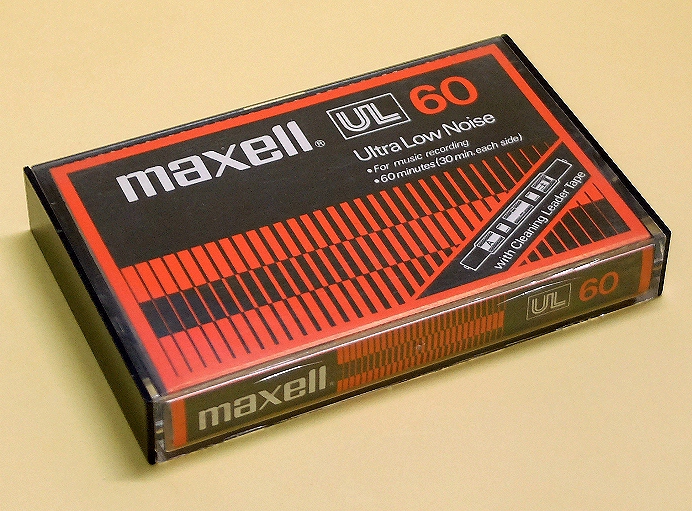 maxell®
UL 60
Ultra Low Noise
• For music recording
• 60 minutes (30 min. each side)
with Cleaning Leader Tape
maxell®
UL 60